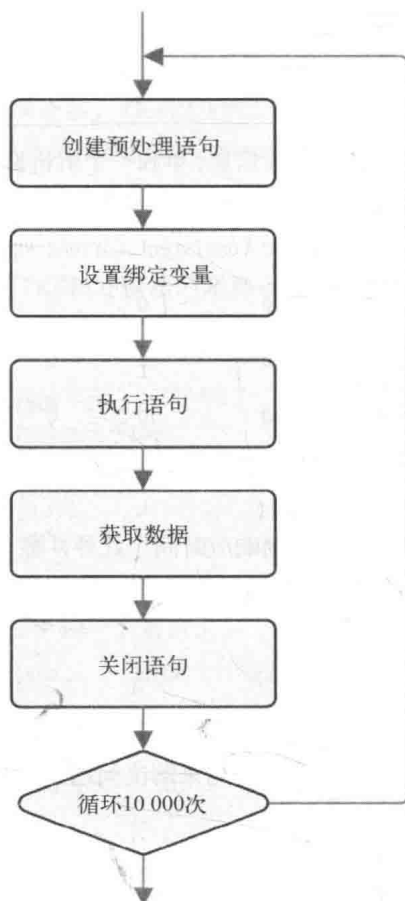 创建预处理语句
设置绑定变量
执行语句
获取数据
关闭语句
循环10 000次